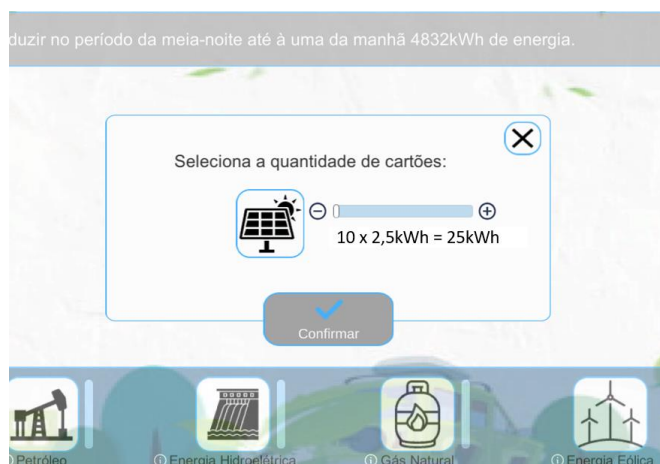 duzir no período da meia-noite até à uma da manhã 4832kWh de energia.
Seleciona a quantidade de cartões:
10 x 2,5kWh = 25kWh
Confirmar
Petróleo
Energia Hidroelétrica
Gás Natural
Energia Eólica